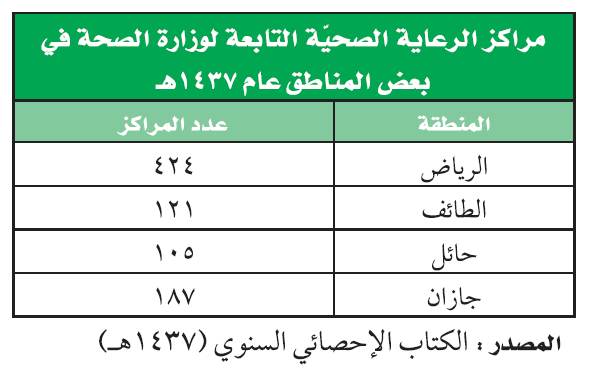 مراكز الرعاية الصحيّة التابعة لوزارة الصحة في
بعض المناطق عام ١٤٣٧هـ
المنطقة عدد المراكز
الرياض ٤٢٤
الطائف ١٢١
حائل ١٠٥
جازان ١٨٧
المصدر : الكتاب الإحصائي السنوي (١٤٣٧هـ)